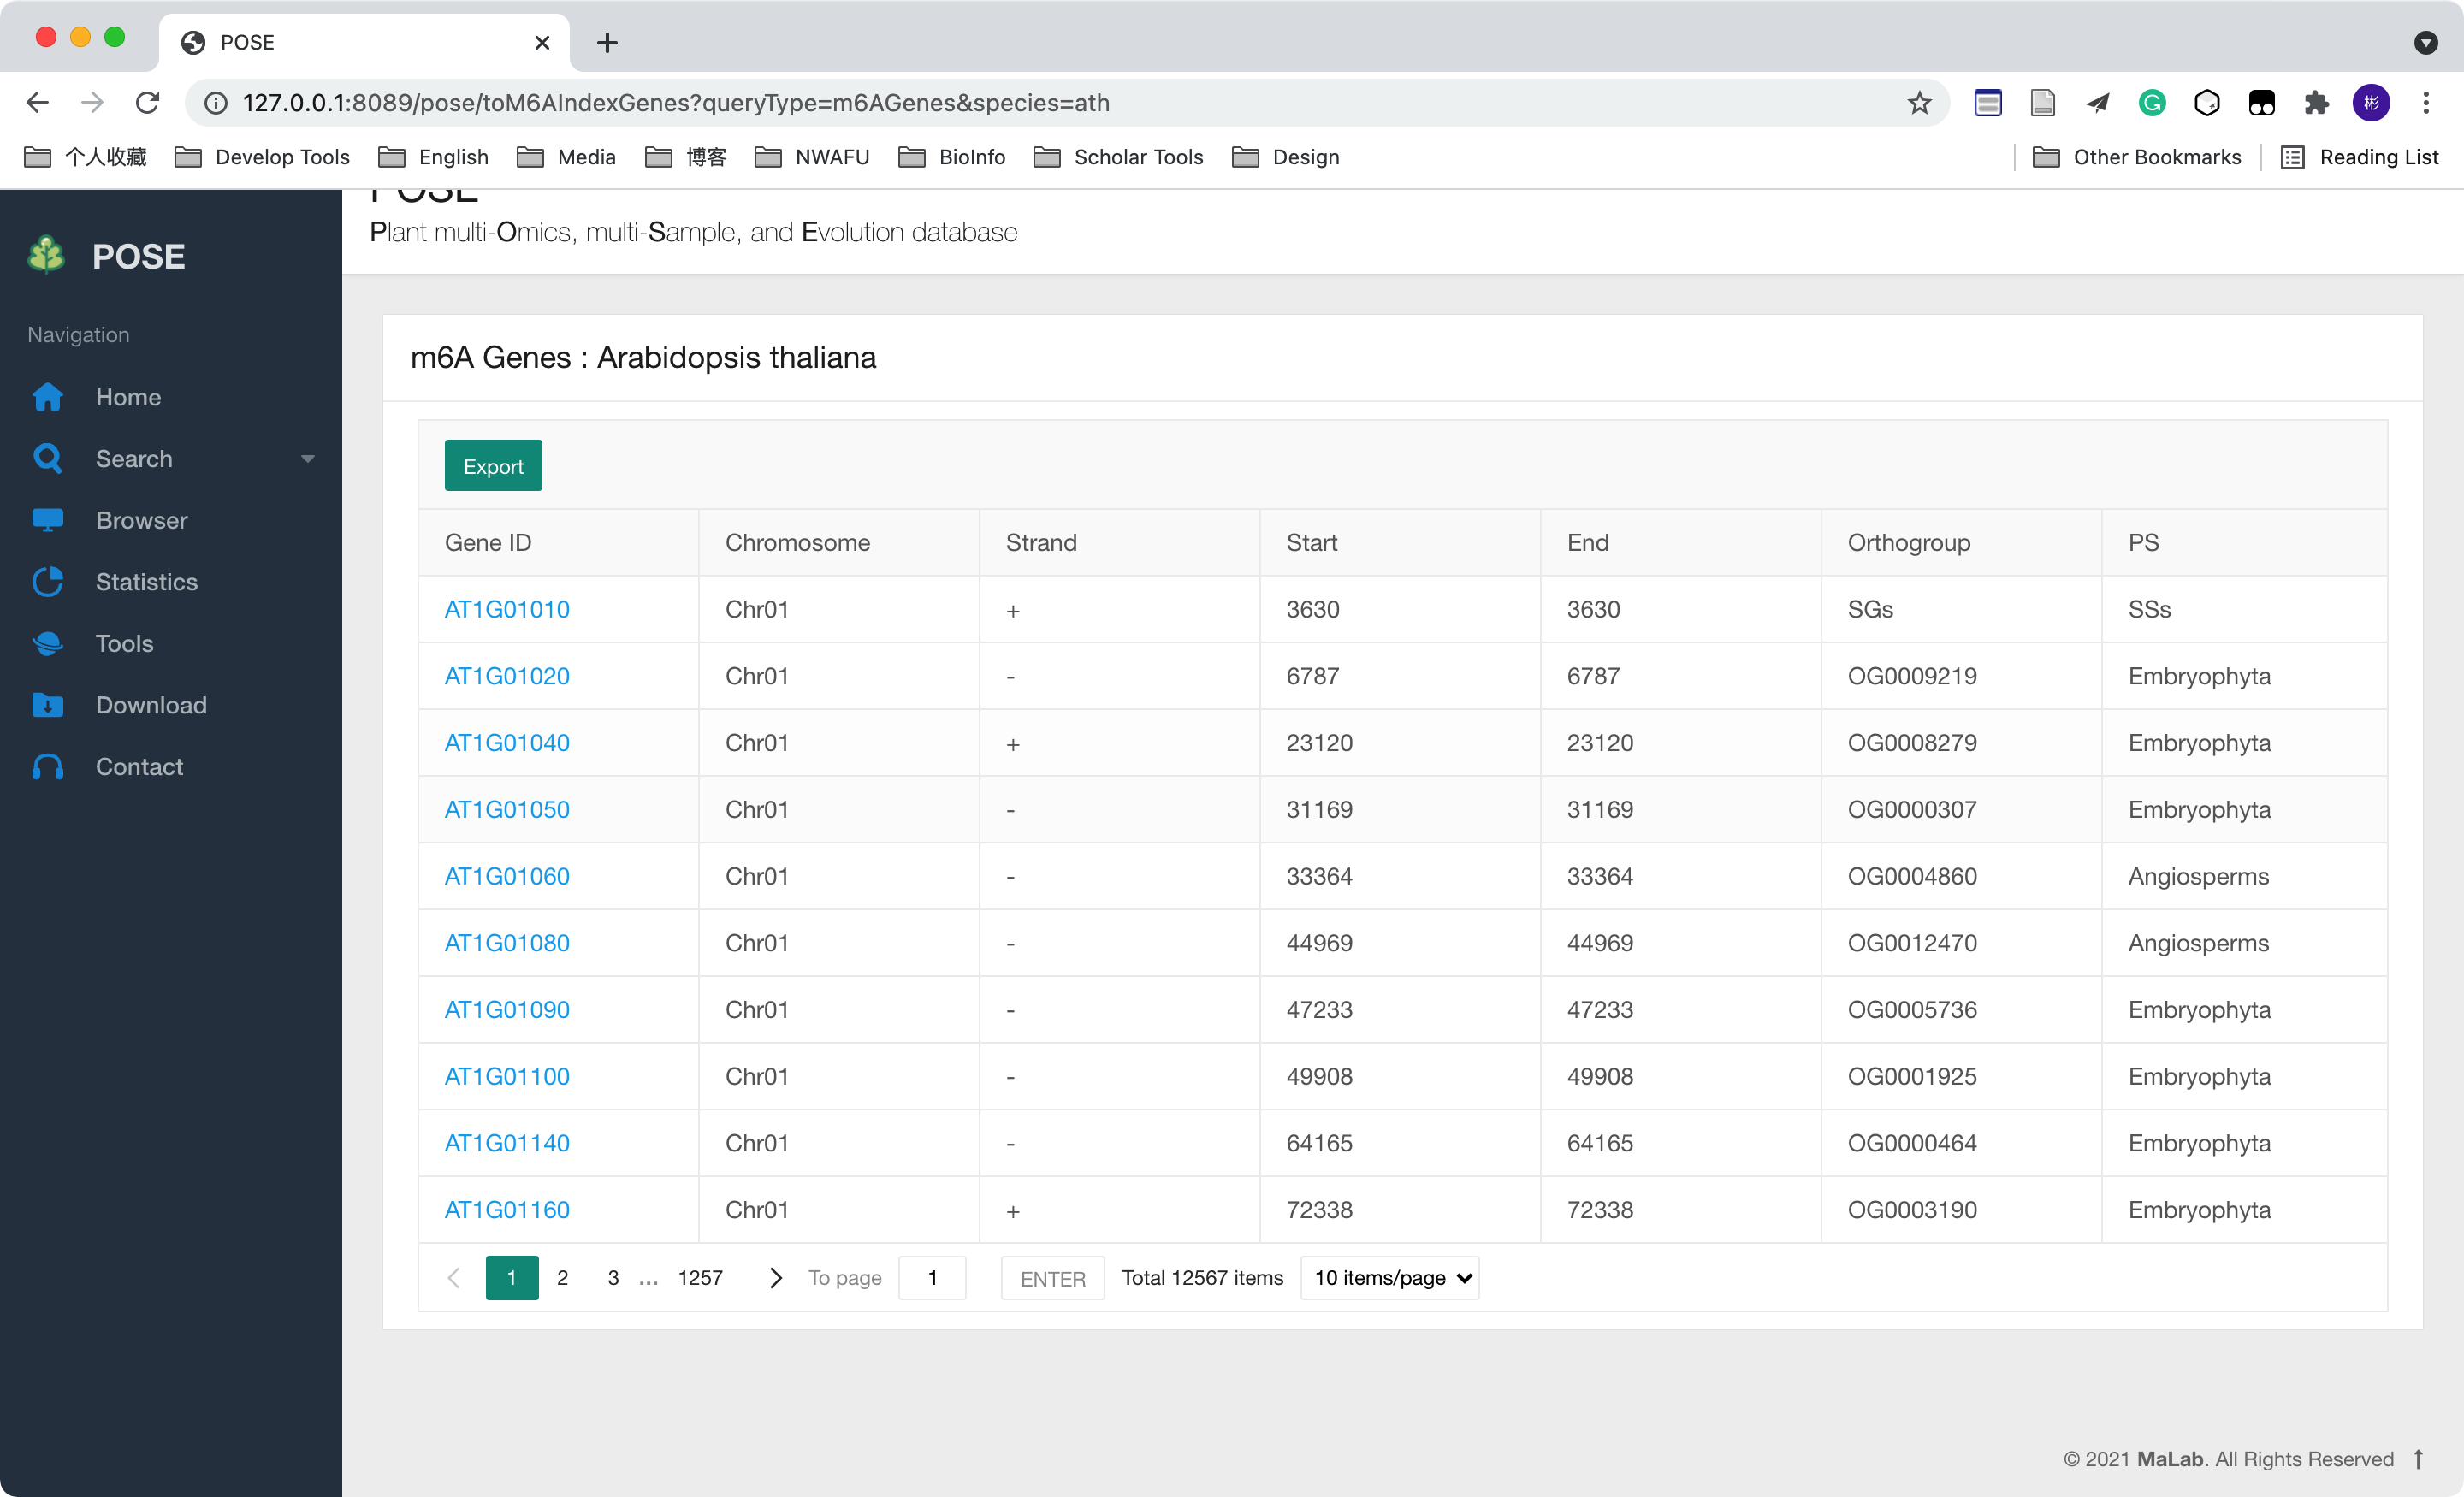 POSE
127.0.0.1:8089/pose/toM6AIndexGenes?queryType=m6AGenes&species=ath
彬
个人收藏 Develop Tools English Media 博客 NWAFU BioInfo Scholar Tools Design Other Bookmarks Reading List
POSE
POSE
Plant multi-Omics, multi-Sample, and Evolution database
Navigation
Home
Search
Browser
Statistics
Tools
Download
Contact
m6A Genes : Arabidopsis thaliana
Export
Gene ID Chromosome Strand Start End Orthogroup PS
AT1G01010 Chr01 + 3630 3630 SGs SSs
AT1G01020 Chr01 - 6787 6787 OG0009219 Embryophyta
AT1G01040 Chr01 + 23120 23120 OG0008279 Embryophyta
AT1G01050 Chr01 - 31169 31169 OG0000307 Embryophyta
AT1G01060 Chr01 - 33364 33364 OG0004860 Angiosperms
AT1G01080 Chr01 - 44969 44969 OG0012470 Angiosperms
AT1G01090 Chr01 - 47233 47233 OG0005736 Embryophyta
AT1G01100 Chr01 - 49908 49908 OG0001925 Embryophyta
AT1G01140 Chr01 - 64165 64165 OG0000464 Embryophyta
AT1G01160 Chr01 + 72338 72338 OG0003190 Embryophyta
1 2 3 … 1257 To page 1 ENTER Total 12567 items 10 items/page
© 2021 MaLab. All Rights Reserved